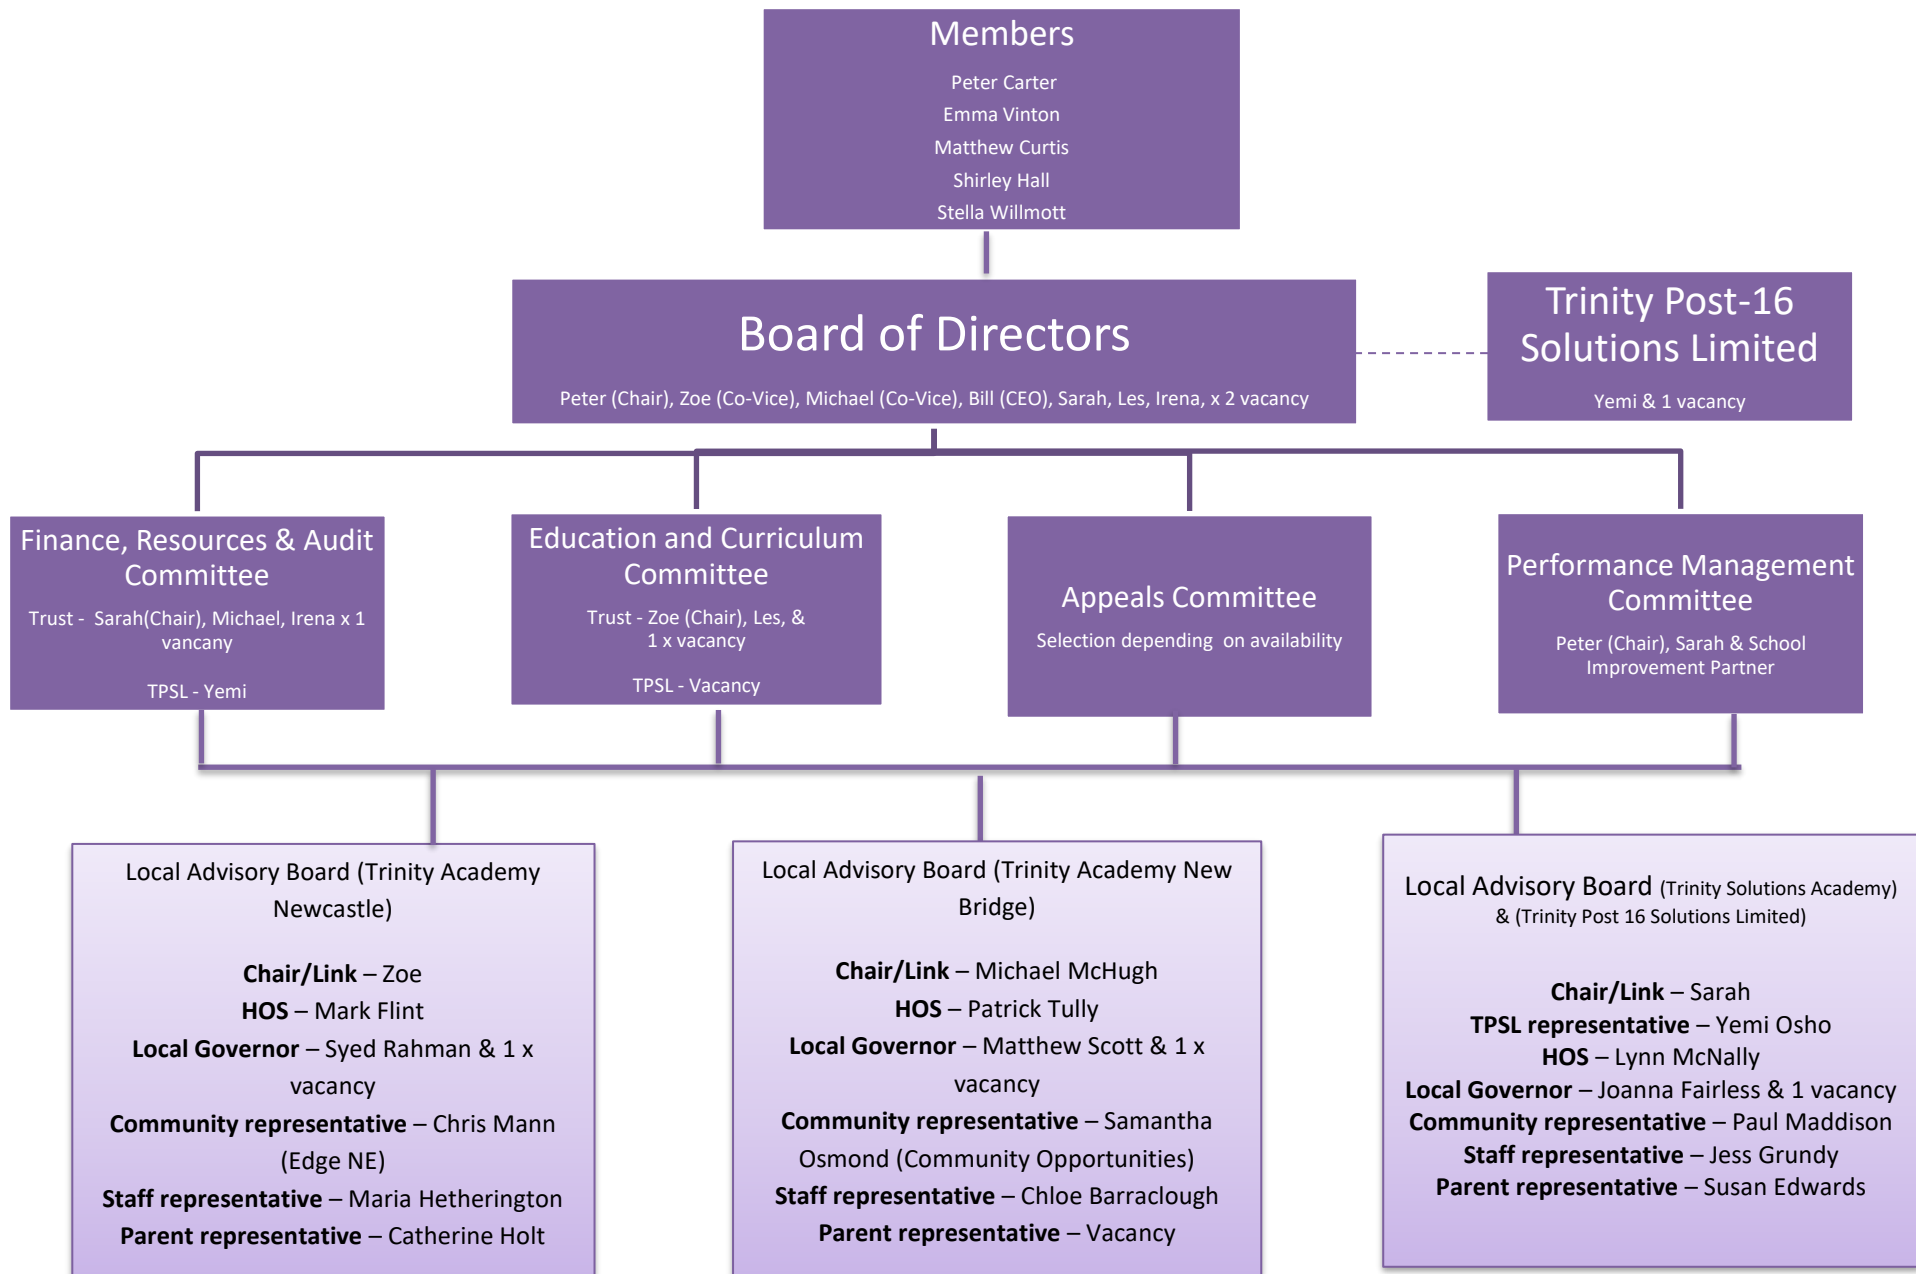 Members
Peter Carter
Emma Vinton
Matthew Curtis
Shirley Hall
Stella Willmott
Board of Directors
Peter (Chair), Zoe (Co-Vice), Michael (Co-Vice), Bill (CEO), Sarah, Les, Irena, x 2 vacancy
Trinity Post-16
Solutions Limited
Yemi & 1 vacancy
Finance, Resources & Audit
Committee
Trust -  Sarah(Chair), Michael, Irena x 1
vancany
TPSL - Yemi
Education and Curriculum
Committee
Trust - Zoe (Chair), Les, &
1 x vacancy
TPSL - Vacancy
Appeals Committee
Selection depending  on availability
Performance Management
Committee
Peter (Chair), Sarah & School
Improvement Partner
Local Advisory Board (Trinity Academy
Newcastle)
Chair/Link – Zoe
HOS – Mark Flint
Local Governor – Syed Rahman & 1 x
vacancy
Community representative – Chris Mann
(Edge NE)
Staff representative – Maria Hetherington
Parent representative – Catherine Holt
Local Advisory Board (Trinity Academy New
Bridge)
Chair/Link – Michael McHugh
HOS – Patrick Tully
Local Governor – Matthew Scott & 1 x
vacancy
Community representative – Samantha
Osmond (Community Opportunities)
Staff representative – Chloe Barraclough
Parent representative – Vacancy
Local Advisory Board (Trinity Solutions Academy)
& (Trinity Post 16 Solutions Limited)
Chair/Link – Sarah
TPSL representative – Yemi Osho
HOS – Lynn McNally
Local Governor – Joanna Fairless & 1 vacancy
Community representative – Paul Maddison
Staff representative – Jess Grundy
Parent representative – Susan Edwards